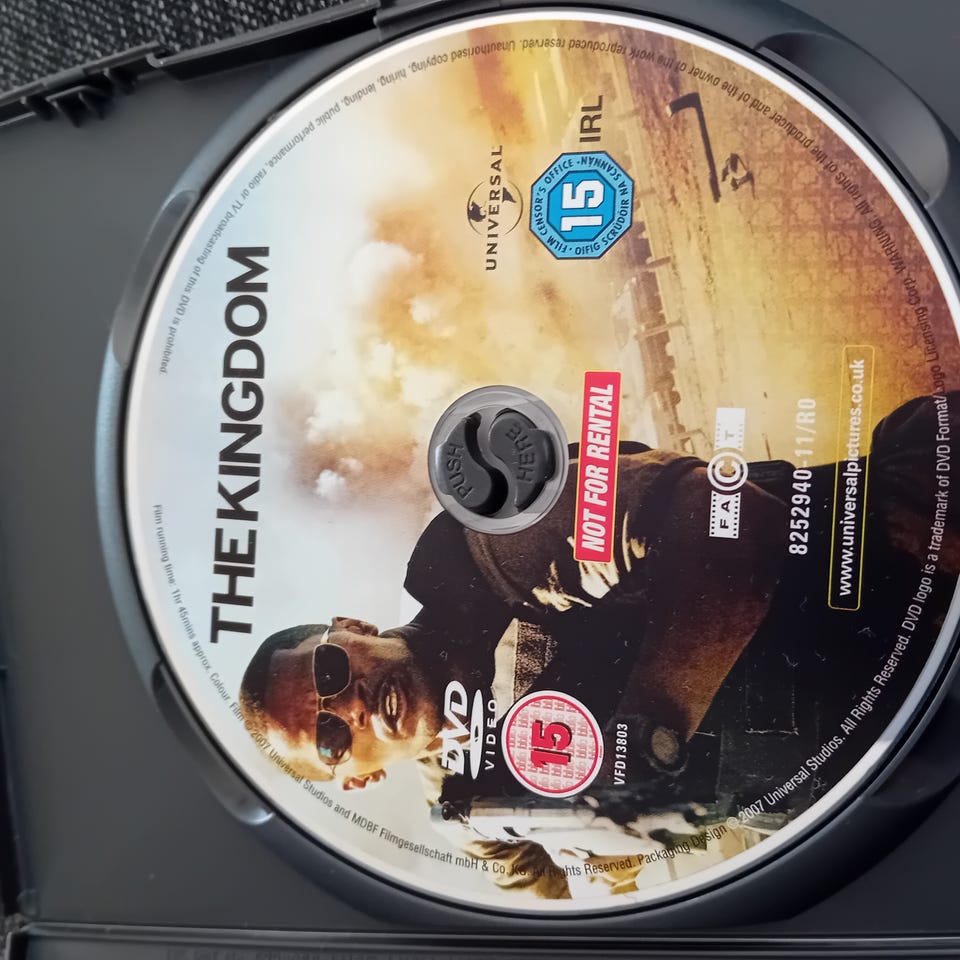 THE KINGDOM
UNIVERSAL
· FILM CENSOR'S OFFICE ·
15
OIFIG SCRÚDÓIR NA SCANNÁN
IRL
PUSH
HERE
NOT FOR RENTAL
DVD
VIDEO
15
VFD13803
FACT
8252940-11/R0
www.universalpictures.co.uk
Film running time: 1hr 45mins approx. Colour. Film © 2007 Universal Studios and MDBF Filmgesellschaft mbH & Co. KG. All Rights Reserved. Packaging Design © 2007 Universal Studios. All Rights Reserved. DVD logo is a trademark of DVD Format/Logo Licensing Corp. WARNING: All rights of the producer and of the owner of the work reproduced reserved. Unauthorised copying, hiring, lending, public performance, radio or TV broadcasting of this DVD is prohibited.